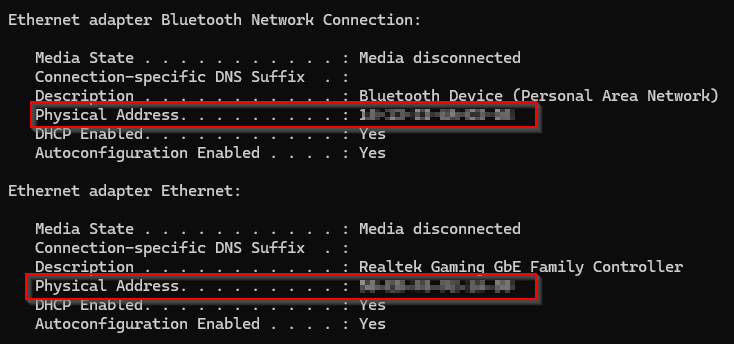 Ethernet adapter Bluetooth Network Connection:
Media State . . . . . . . . . . . : Media disconnected
Connection-specific DNS Suffix  . :
Description . . . . . . . . . . . : Bluetooth Device (Personal Area Network)
Physical Address. . . . . . . . . :
DHCP Enabled. . . . . . . . . . . : Yes
Autoconfiguration Enabled . . . . : Yes
Ethernet adapter Ethernet:
Media State . . . . . . . . . . . : Media disconnected
Connection-specific DNS Suffix  . :
Description . . . . . . . . . . . : Realtek Gaming GbE Family Controller
Physical Address. . . . . . . . . :
DHCP Enabled. . . . . . . . . . . : Yes
Autoconfiguration Enabled . . . . : Yes